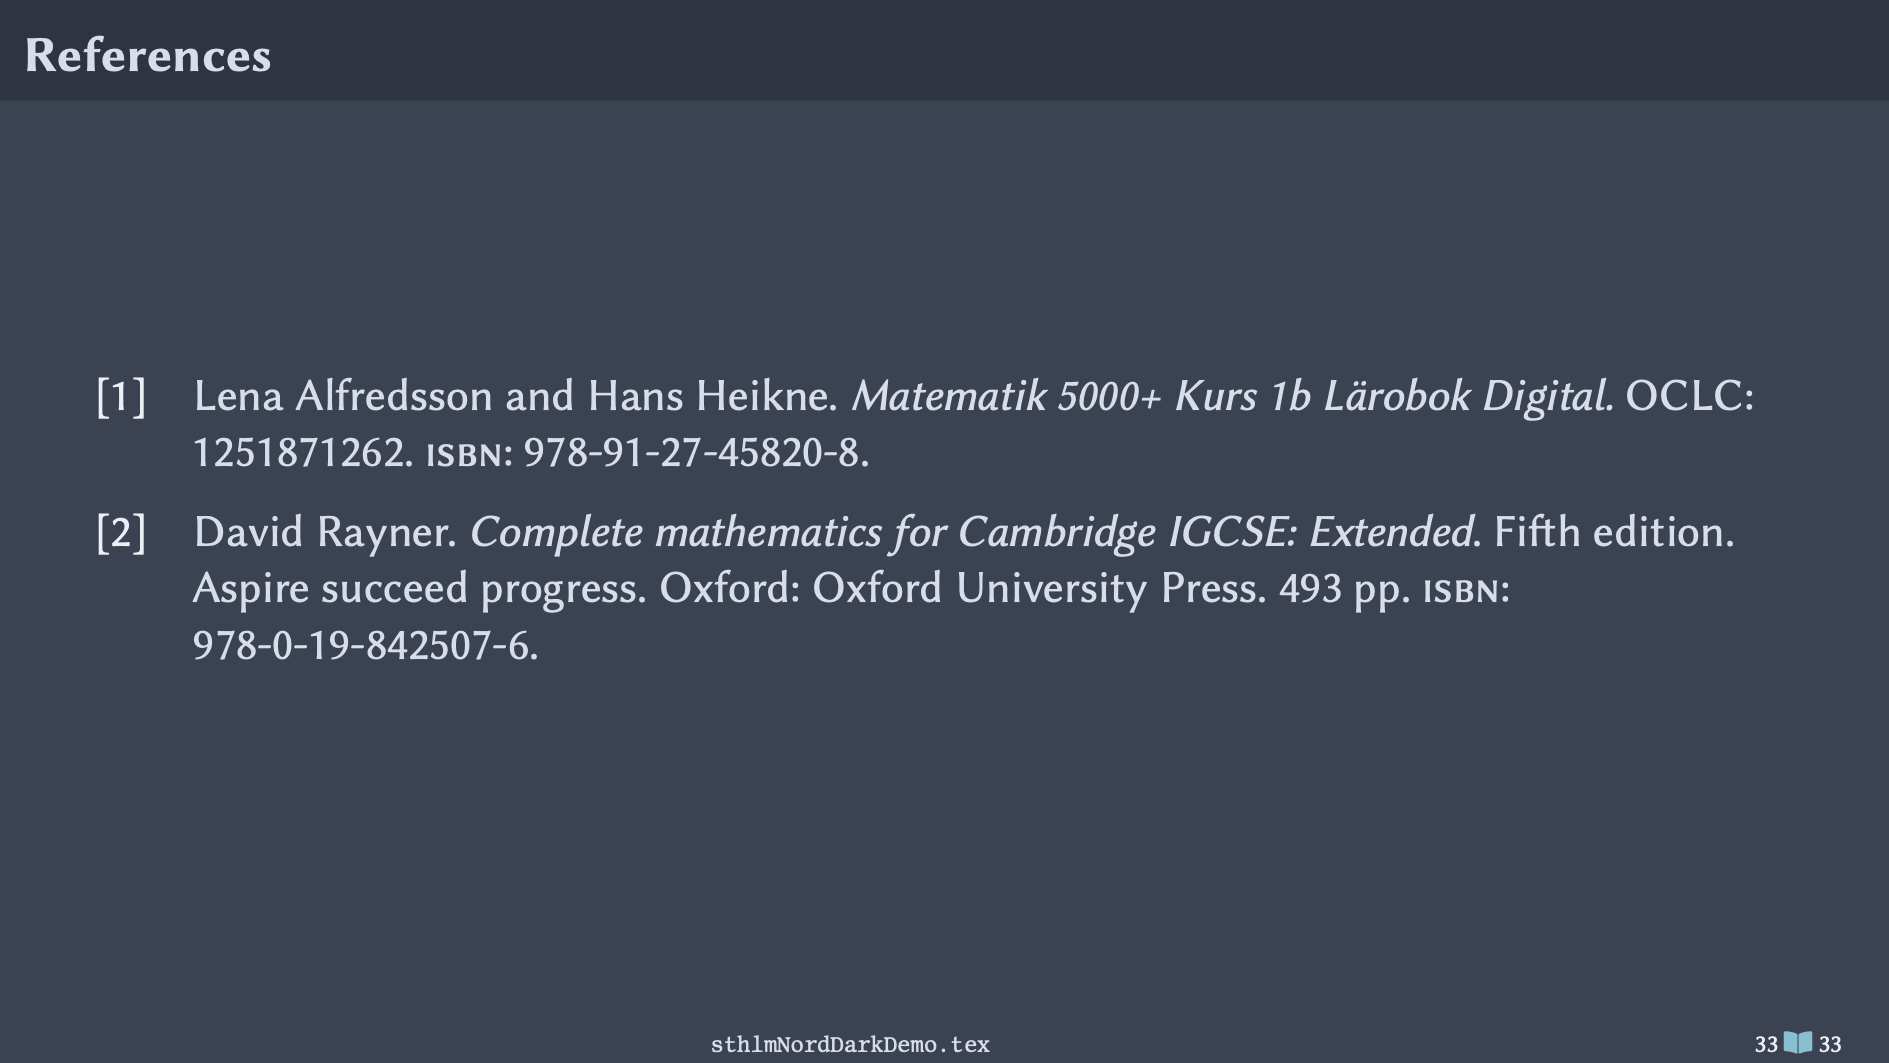 References
[1] Lena Alfredsson and Hans Heikne. Matematik 5000+ Kurs 1b Lärobok Digital. OCLC:
1251871262. ISBN: 978-91-27-45820-8.
[2] David Rayner. Complete mathematics for Cambridge IGCSE: Extended. Fifth edition.
Aspire succeed progress. Oxford: Oxford University Press. 493 pp. ISBN:
978-0-19-842507-6.
sthlmNordDarkDemo.tex
33 33